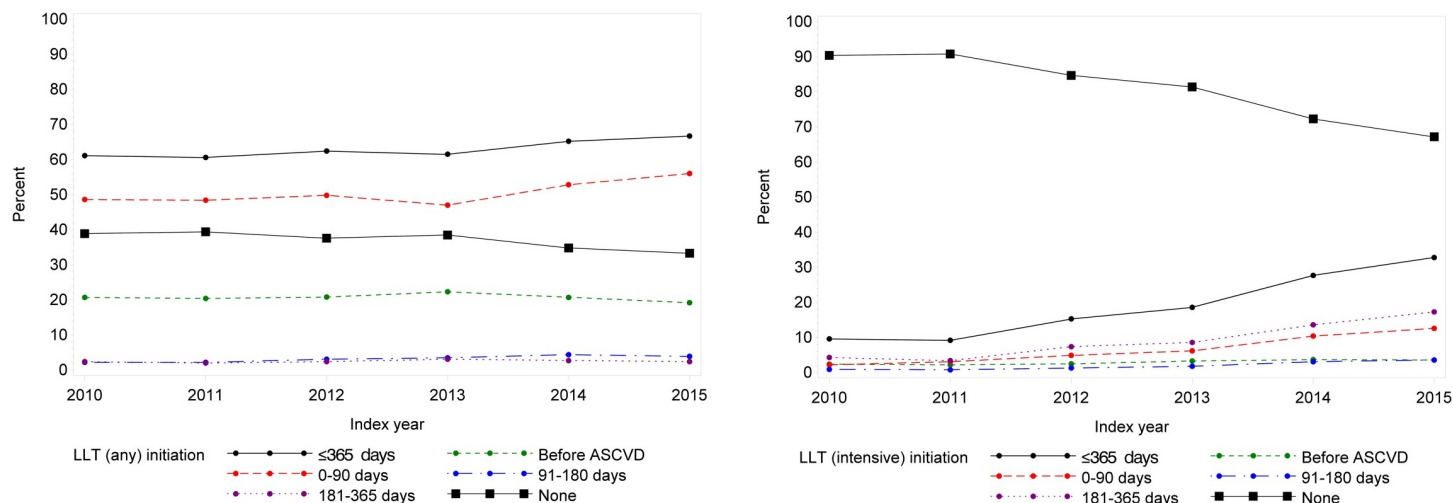 100
90
80
70
60
50
40
30
20
10
0
Percent
2010 2011 2012 2013 2014 2015
Index year
LLT (any) initiation
≤365 days
Before ASCVD
0-90 days
91-180 days
181-365 days
None
100
90
80
70
60
50
40
30
20
10
0
Percent
2010 2011 2012 2013 2014 2015
Index year
LLT (intensive) initiation
≤365 days
Before ASCVD
0-90 days
91-180 days
181-365 days
None